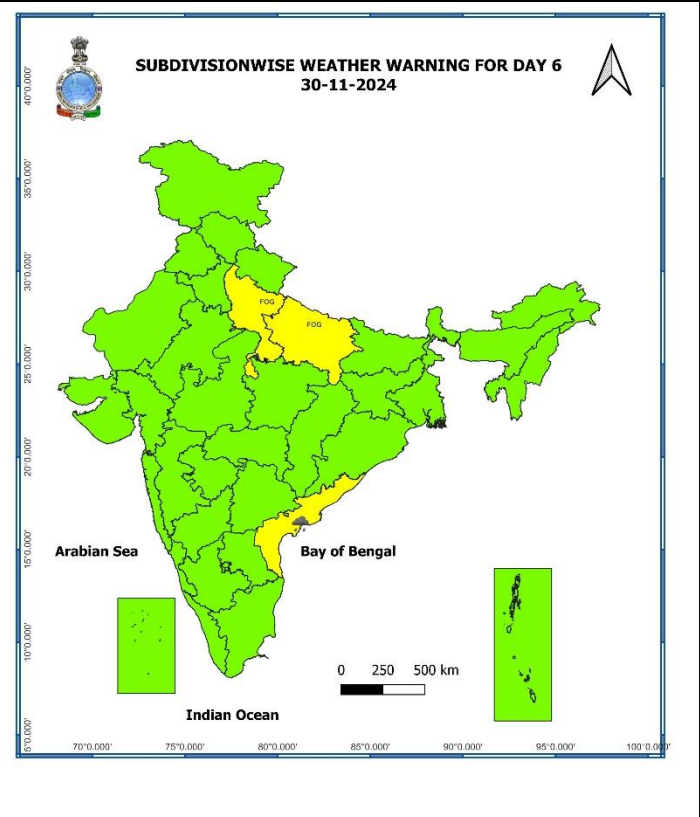 SUBDIVISIONWISE WEATHER WARNING FOR DAY 6
30-11-2024
40°0.000'
35°0.000'
30°0.000'
25°0.000'
20°0.000'
15°0.000'
10°0.000'
5°0.000'
FOG
FOG
Arabian Sea
Bay of Bengal
0 250 500 km
Indian Ocean
70°0.000' 75°0.000' 80°0.000' 85°0.000' 90°0.000' 95°0.000' 100°0.000'